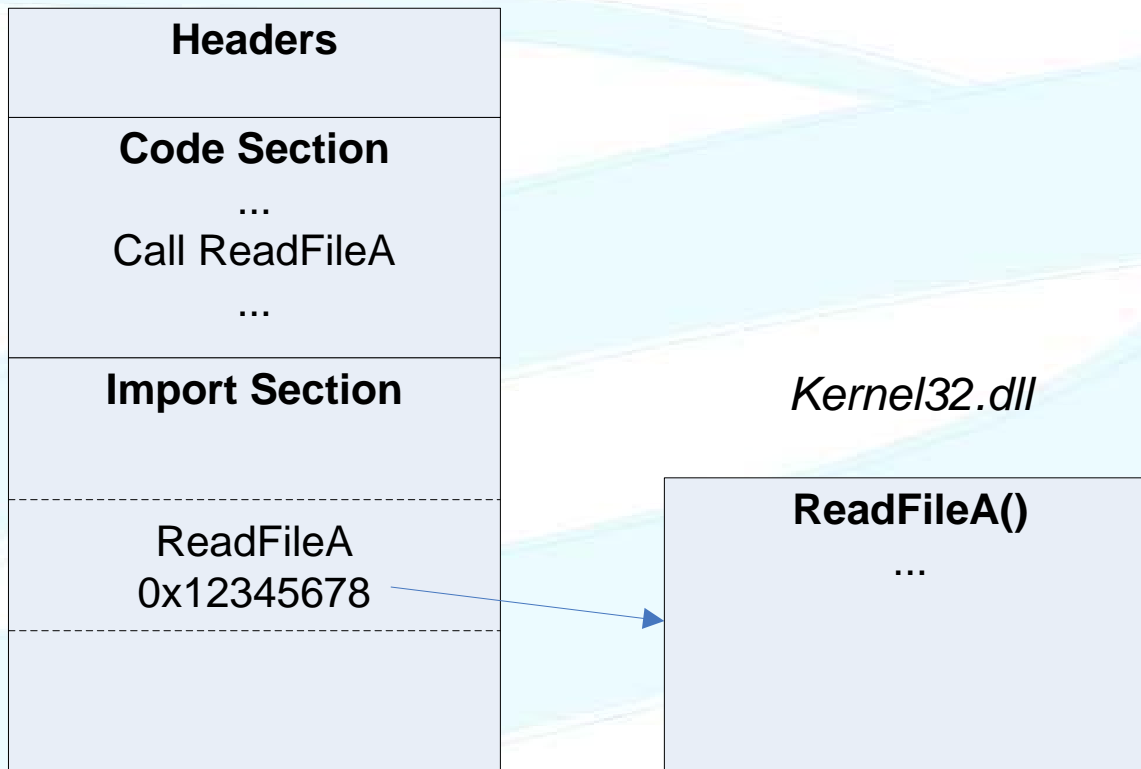 Headers
Code Section
...
Call ReadFileA
...
Import Section
ReadFileA
0x12345678
Kernel32.dll
ReadFileA()
...